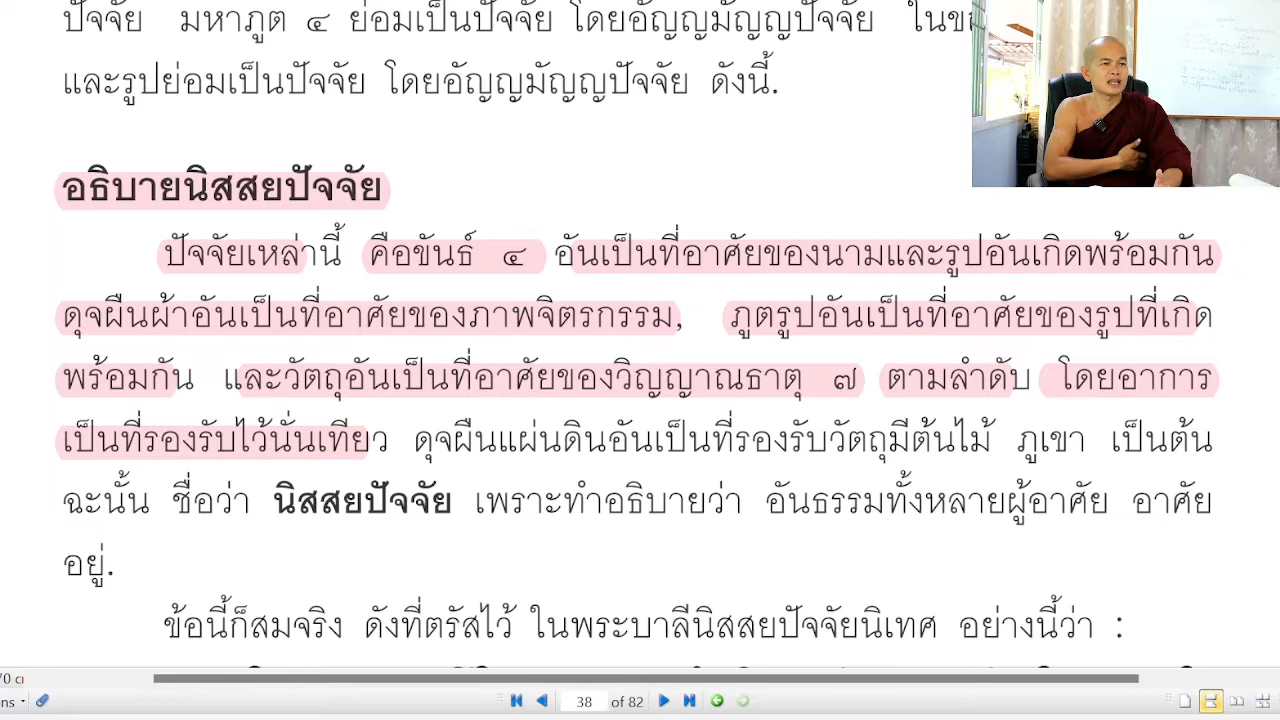 ปัจจัย มหาภูต ๔ ย่อมเป็นปัจจัย โดยอัญญมัญญปัจจัย
และรูปย่อมเป็นปัจจัย โดยอัญญมัญญปัจจัย ดังนี้.
อธิบายนิสสยปัจจัย
ปัจจัยเหล่านี้ คือขันธ์ ๔ อันเป็นที่อาศัยของนามและรูปอันเกิดพร้อมกัน
ดุจผืนผ้าอันเป็นที่อาศัยของภาพจิตรกรรม, ภูตรูปอันเป็นที่อาศัยของรูปที่เกิด
พร้อมกัน และวัตถุอันเป็นที่อาศัยของวิญญาณธาตุ ๗ ตามลำดับ โดยอาการ
เป็นที่รองรับไว้นั่นเทียว ดุจผืนแผ่นดินอันเป็นที่รองรับวัตถุมีต้นไม้ ภูเขา เป็นต้น
ฉะนั้น ชื่อว่า นิสสยปัจจัย เพราะทำอธิบายว่า อันธรรมทั้งหลายผู้อาศัย อาศัย
อยู่.
ข้อนี้ก็สมจริง ดังที่ตรัสไว้ ในพระบาลีนิสสยปัจจัยนิเทศ อย่างนี้ว่า :
38 of 82